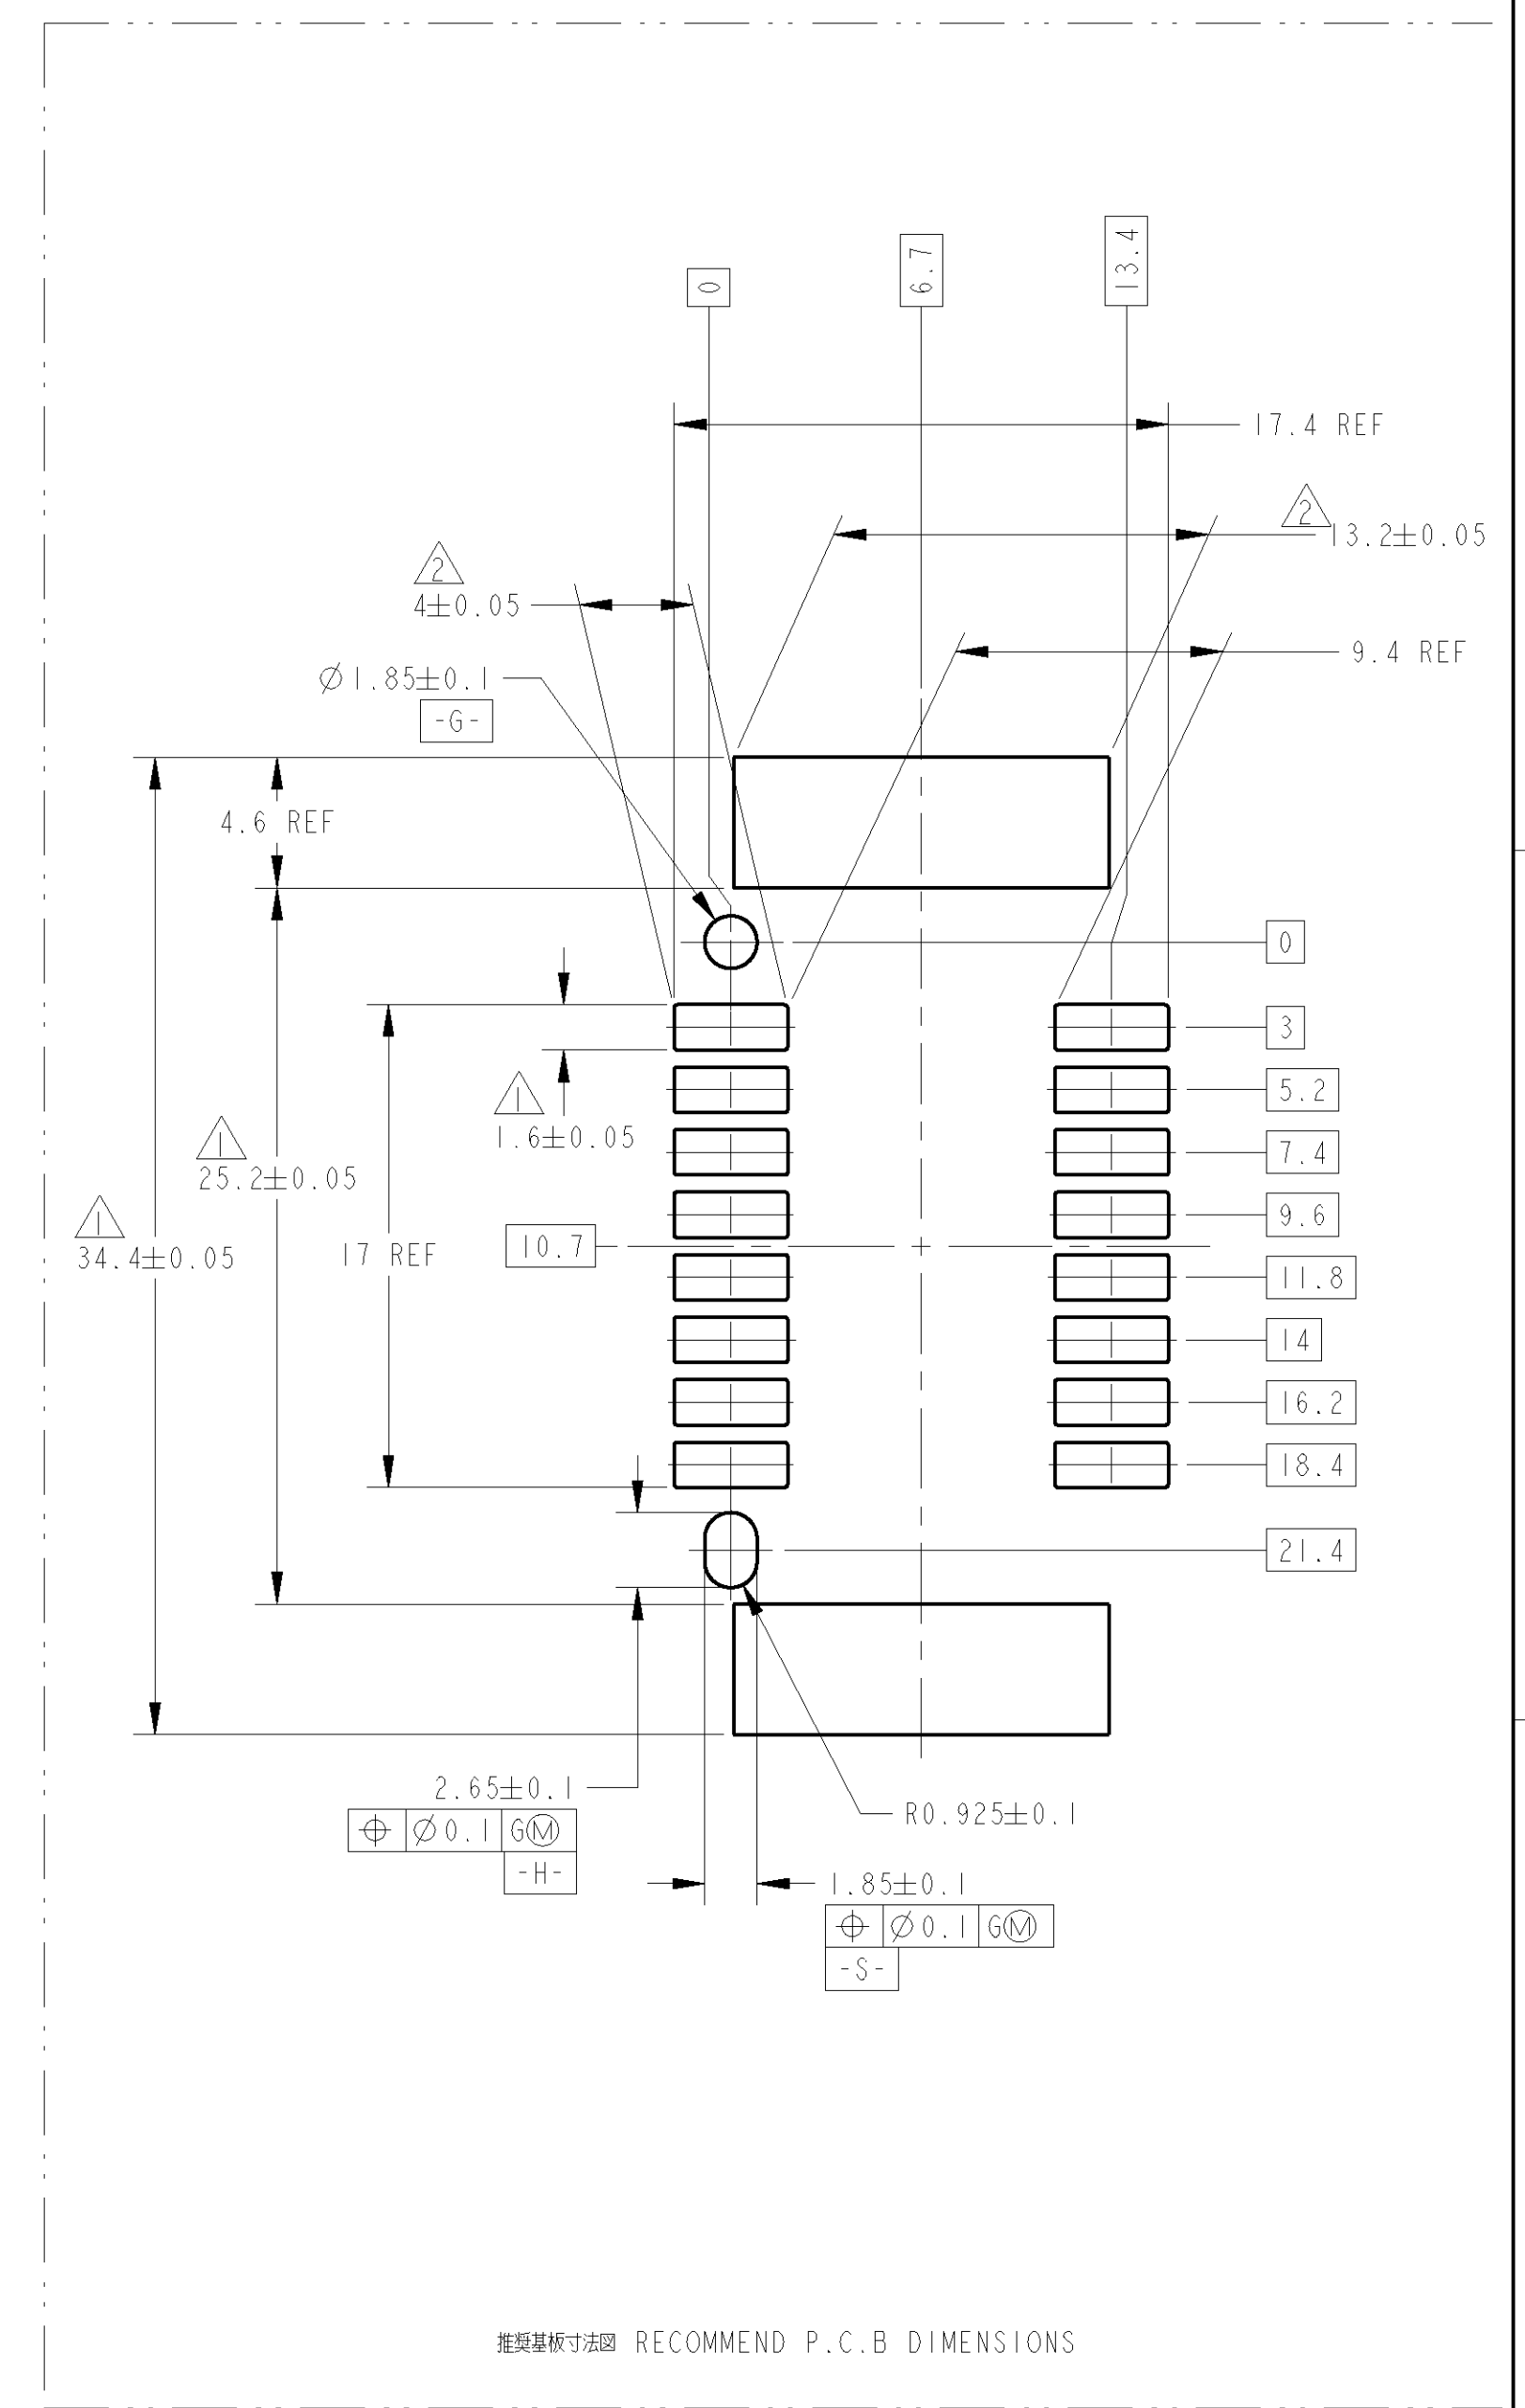 0
6.7
13.4
17.4 REF
2
13.2±0.05
2
4±0.05
9.4 REF
Ø1.85±0.1
-G-
4.6 REF
0
3
5.2
1
1.6±0.05
7.4
1
25.2±0.05
9.6
1
34.4±0.05
17 REF
10.7
11.8
14
16.2
18.4
21.4
2.65±0.1
⌖ Ø0.1 GⓂ
-H-
R0.925±0.1
1.85±0.1
⌖ Ø0.1 GⓂ
-S-
推奨基板寸法図 RECOMMEND P.C.B DIMENSIONS